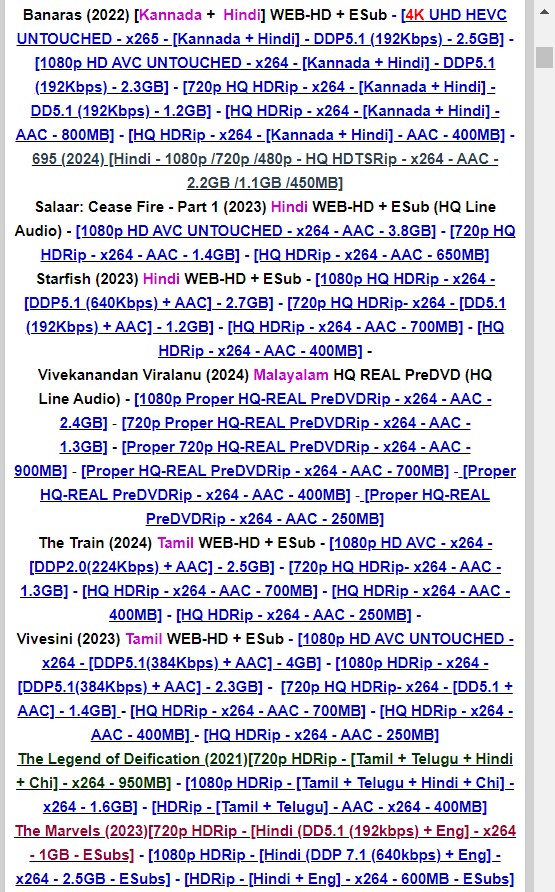 Banaras (2022) [Kannada + Hindi] WEB-HD + ESub - [4K UHD HEVC
UNTOUCHED - x265 - [Kannada + Hindi] - DDP5.1 (192Kbps) - 2.5GB] -
[1080p HD AVC UNTOUCHED - x264 - [Kannada + Hindi] - DDP5.1
(192Kbps) - 2.3GB] - [720p HQ HDRip - x264 - [Kannada + Hindi] -
DD5.1 (192Kbps) - 1.2GB] - [HQ HDRip - x264 - [Kannada + Hindi] -
AAC - 800MB] - [HQ HDRip - x264 - [Kannada + Hindi] - AAC - 400MB] -
695 (2024) [Hindi - 1080p /720p /480p - HQ HDTSRip - x264 - AAC -
2.2GB /1.1GB /450MB]
Salaar: Cease Fire - Part 1 (2023) Hindi WEB-HD + ESub (HQ Line
Audio) - [1080p HD AVC UNTOUCHED - x264 - AAC - 3.8GB] - [720p HQ
HDRip - x264 - AAC - 1.4GB] - [HQ HDRip - x264 - AAC - 650MB]
Starfish (2023) Hindi WEB-HD + ESub - [1080p HQ HDRip - x264 -
[DDP5.1 (640Kbps) + AAC] - 2.7GB] - [720p HQ HDRip- x264 - [DD5.1
(192Kbps) + AAC] - 1.2GB] - [HQ HDRip - x264 - AAC - 700MB] - [HQ
HDRip - x264 - AAC - 400MB] -
Vivekanandan Viralanu (2024) Malayalam HQ REAL PreDVD (HQ
Line Audio) - [1080p Proper HQ-REAL PreDVDRip - x264 - AAC -
2.4GB] - [720p Proper HQ-REAL PreDVDRip - x264 - AAC -
1.3GB] - [Proper 720p HQ-REAL PreDVDRip - x264 - AAC -
900MB] - [Proper HQ-REAL PreDVDRip - x264 - AAC - 700MB] - [Proper
HQ-REAL PreDVDRip - x264 - AAC - 400MB] - [Proper HQ-REAL
PreDVDRip - x264 - AAC - 250MB]
The Train (2024) Tamil WEB-HD + ESub - [1080p HD AVC - x264 -
[DDP2.0(224Kbps) + AAC] - 2.5GB] - [720p HQ HDRip- x264 - AAC -
1.3GB] - [HQ HDRip - x264 - AAC - 700MB] - [HQ HDRip - x264 - AAC -
400MB] - [HQ HDRip - x264 - AAC - 250MB] -
Vivesini (2023) Tamil WEB-HD + ESub - [1080p HD AVC UNTOUCHED -
x264 - [DDP5.1(384Kbps) + AAC] - 4GB] - [1080p HDRip - x264 -
[DDP5.1(384Kbps) + AAC] - 2.3GB] - [720p HQ HDRip- x264 - [DD5.1 +
AAC] - 1.4GB] - [HQ HDRip - x264 - AAC - 700MB] - [HQ HDRip - x264 -
AAC - 400MB] - [HQ HDRip - x264 - AAC - 250MB]
The Legend of Deification (2021)[720p HDRip - [Tamil + Telugu + Hindi
+ Chi] - x264 - 950MB] - [1080p HDRip - [Tamil + Telugu + Hindi + Chi] -
x264 - 1.6GB] - [HDRip - [Tamil + Telugu] - AAC - x264 - 400MB]
The Marvels (2023)[720p HDRip - [Hindi (DD5.1 (192kbps) + Eng] - x264
- 1GB - ESubs] - [1080p HDRip - [Hindi (DDP 7.1 (640kbps) + Eng] -
x264 - 2.5GB - ESubs] - [HDRip - [Hindi + Eng] - x264 - 600MB - ESubs]